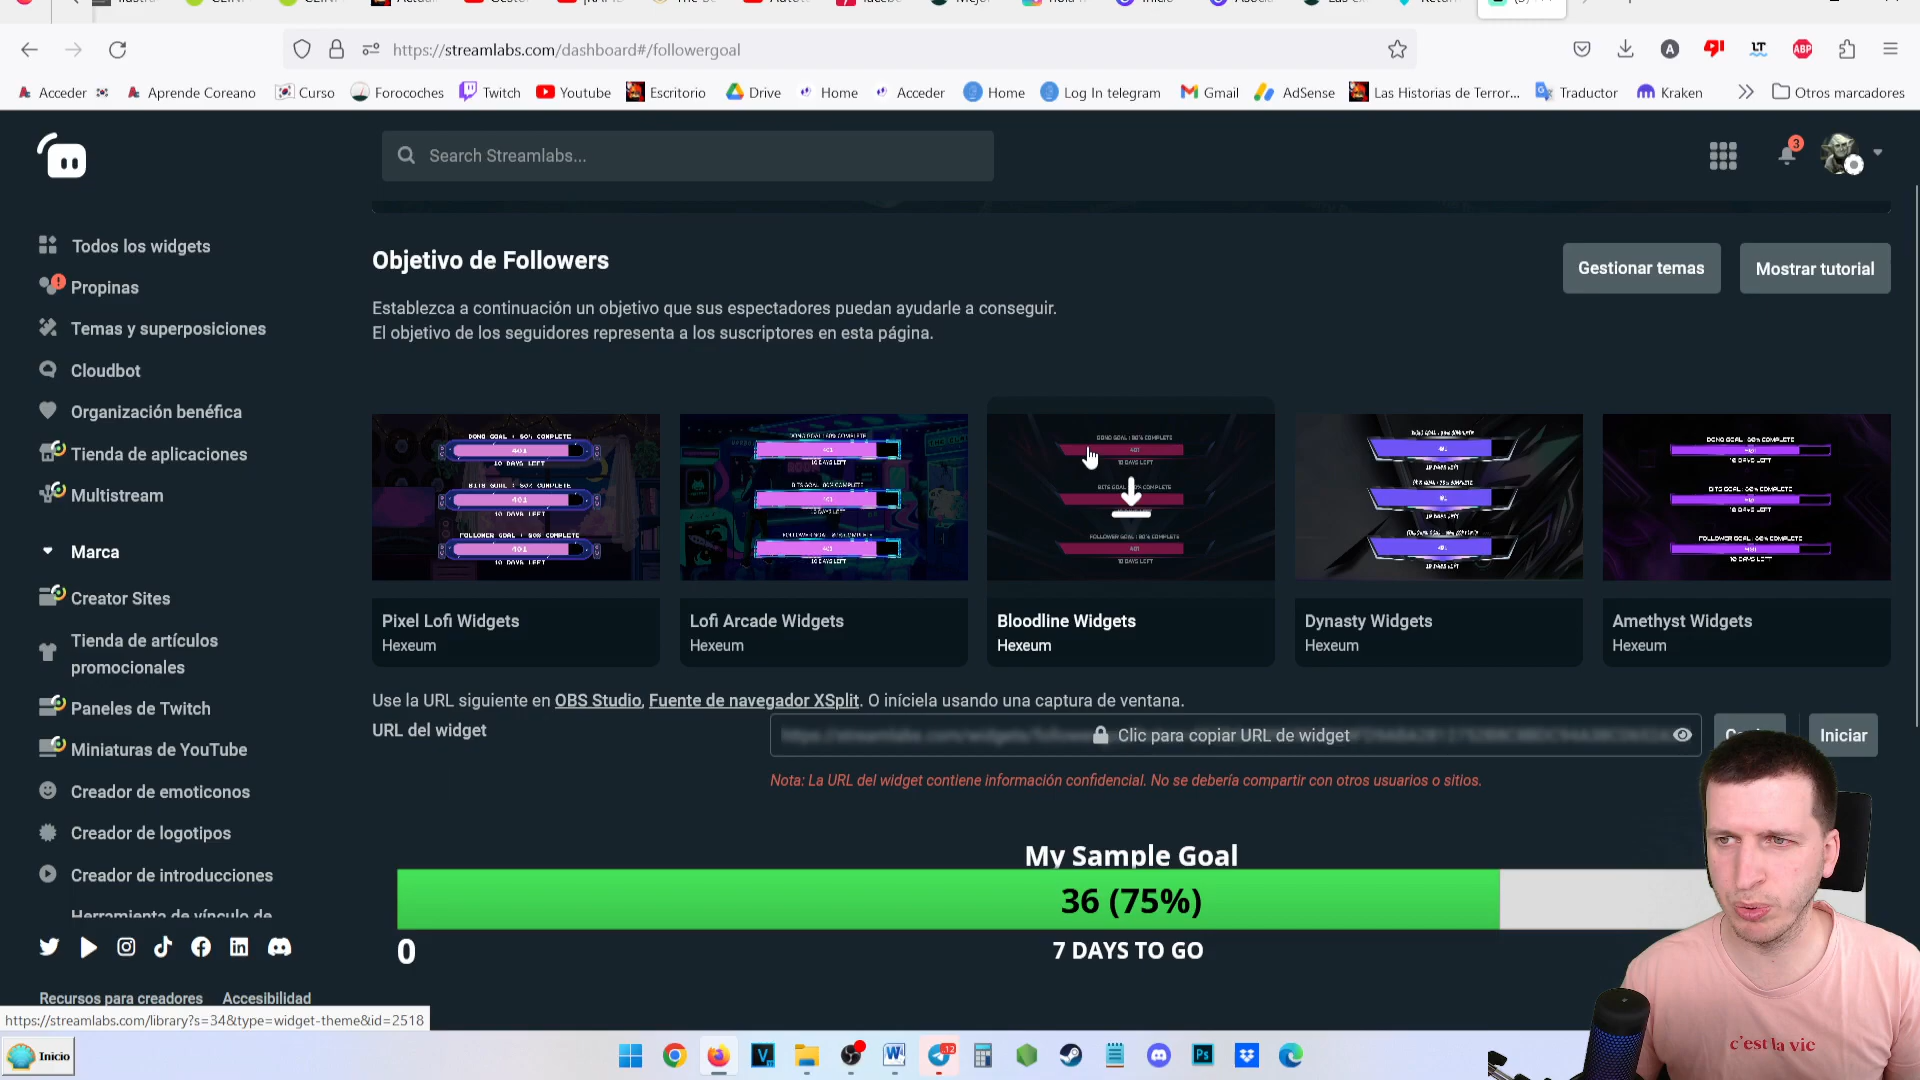 https://streamlabs.com/dashboard#/followergoal
Acceder
Aprende Coreano
Curso
Forocoches
Twitch
Youtube
Escritorio
Drive
Home
Acceder
Home
Log In telegram
Gmail
AdSense
Las Historias de Terror...
Traductor
Kraken
Otros marcadores
Search Streamlabs...
3
Todos los widgets
Propinas
Temas y superposiciones
Cloudbot
Organización benéfica
Tienda de aplicaciones
Multistream
Marca
Creator Sites
Tienda de artículos
promocionales
Paneles de Twitch
Miniaturas de YouTube
Creador de emoticonos
Creador de logotipos
Creador de introducciones
Herramienta de vínculo de
Recursos para creadores
Accesibilidad
Objetivo de Followers
Gestionar temas
Mostrar tutorial
Establezca a continuación un objetivo que sus espectadores puedan ayudarle a conseguir.
El objetivo de los seguidores representa a los suscriptores en esta página.
Pixel Lofi Widgets
Hexeum
Lofi Arcade Widgets
Hexeum
Bloodline Widgets
Hexeum
Dynasty Widgets
Hexeum
Amethyst Widgets
Hexeum
Use la URL siguiente en OBS Studio, Fuente de navegador XSplit. O iníciela usando una captura de ventana.
URL del widget
Clic para copiar URL de widget
Iniciar
Nota: La URL del widget contiene información confidencial. No se debería compartir con otros usuarios o sitios.
My Sample Goal
36 (75%)
0
7 DAYS TO GO
https://streamlabs.com/library?s=34&type=widget-theme&id=2518
Inicio
c'est la vie